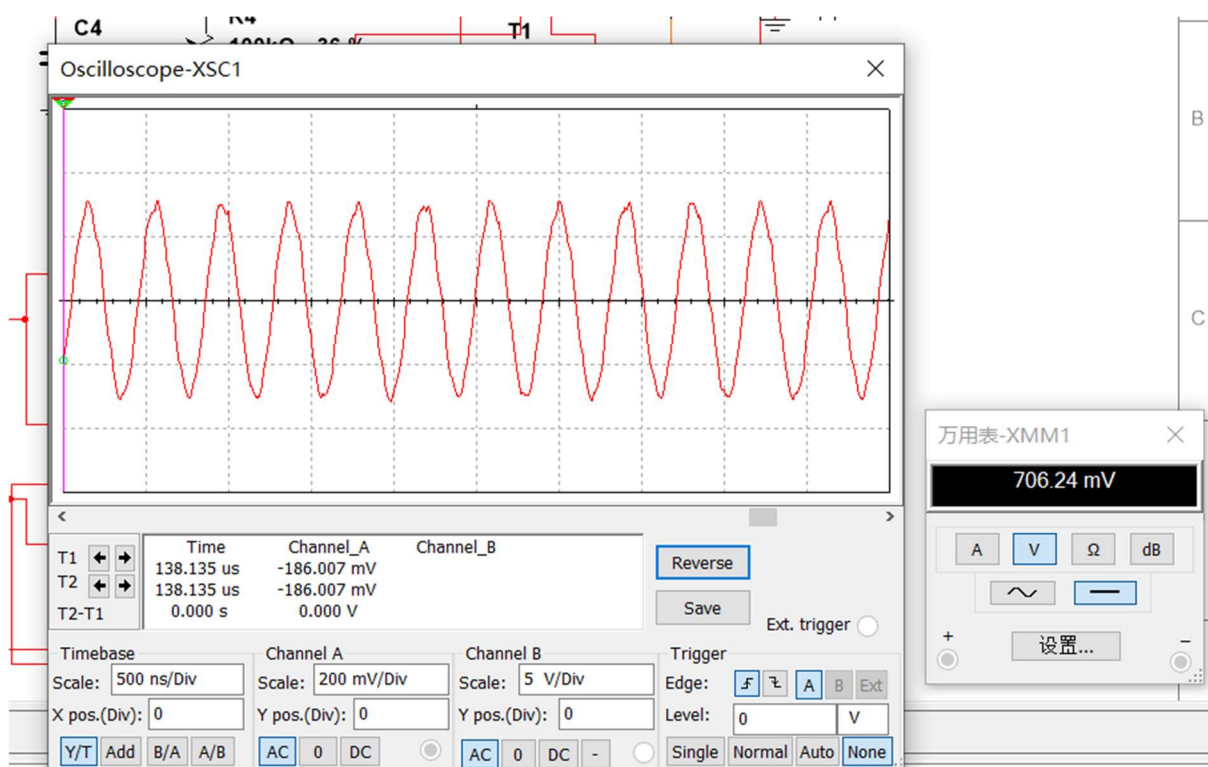 C4
R4
100kΩ 36 %
T1
Oscilloscope-XSC1
B
C
万用表-XMM1
706.24 mV
A V Ω dB
+ 设置... -
T1
T2
T2-T1
Time Channel_A Channel_B
138.135 us -186.007 mV
138.135 us -186.007 mV
0.000 s 0.000 V
Reverse
Save
Ext. trigger
Timebase
Scale: 500 ns/Div
X pos.(Div): 0
Y/T Add B/A A/B
Channel A
Scale: 200 mV/Div
Y pos.(Div): 0
AC 0 DC
Channel B
Scale: 5 V/Div
Y pos.(Div): 0
AC 0 DC -
Trigger
Edge: A B Ext
Level: 0 V
Single Normal Auto None